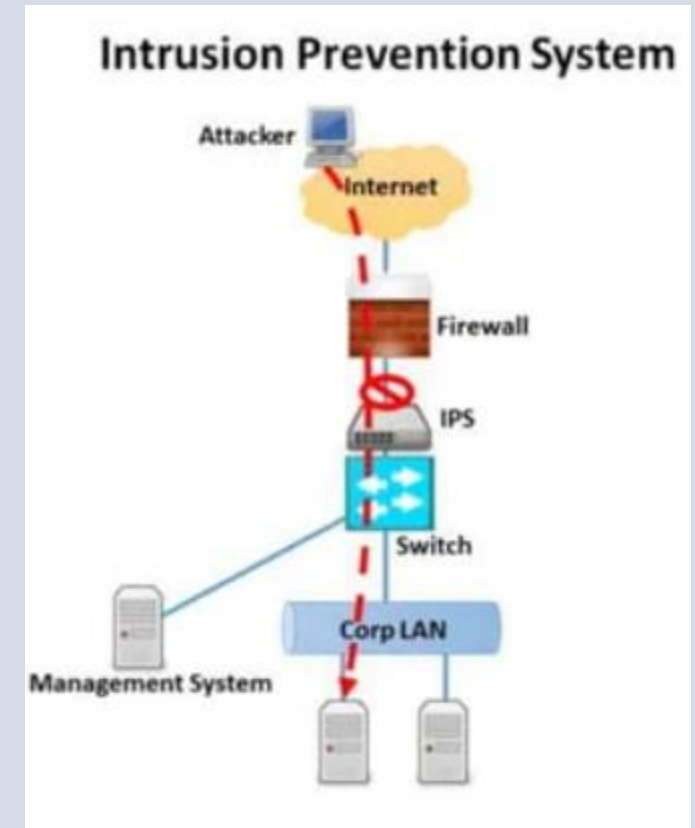 Intrusion Prevention System
Attacker
Internet
Firewall
IPS
Switch
Corp LAN
Management System